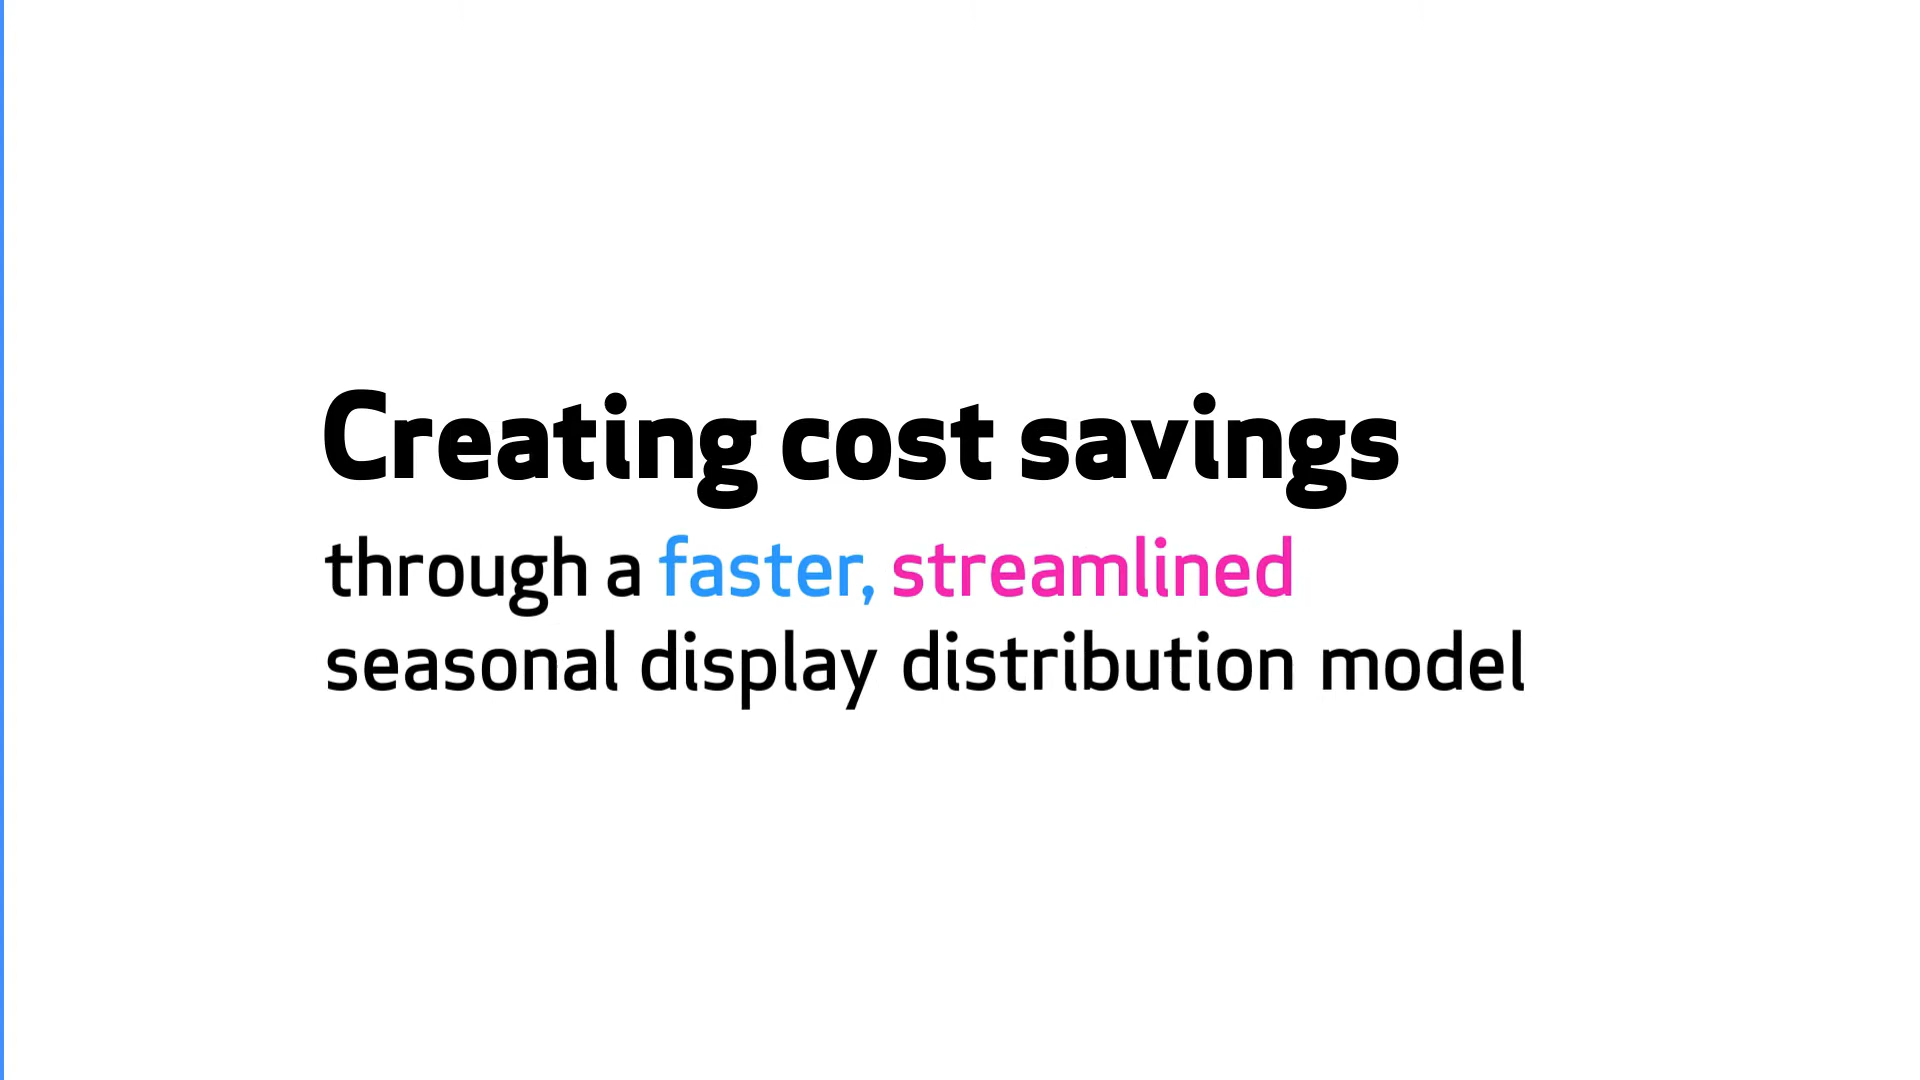 Creating cost savings
through a faster, streamlined
seasonal display distribution model